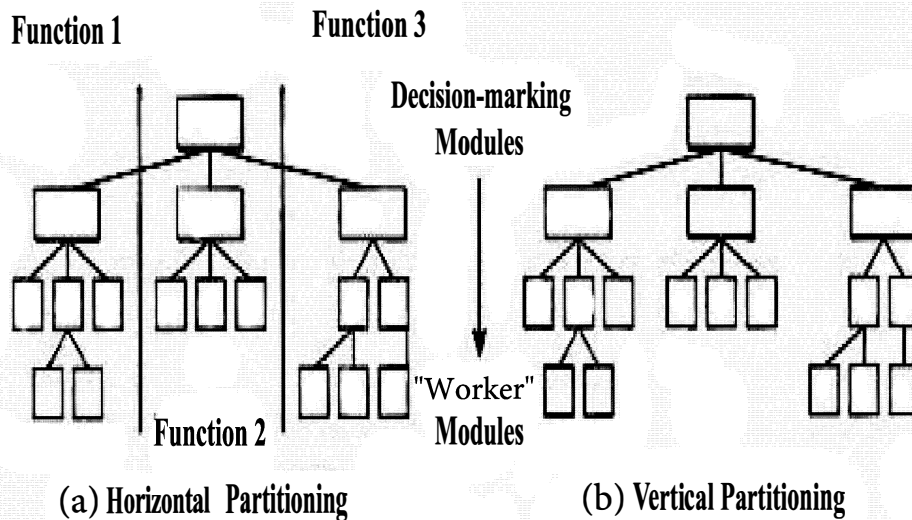 Function 1
Function 3
Decision-marking
Modules
"Worker"
Modules
Function 2
(a) Horizontal Partitioning
(b) Vertical Partitioning